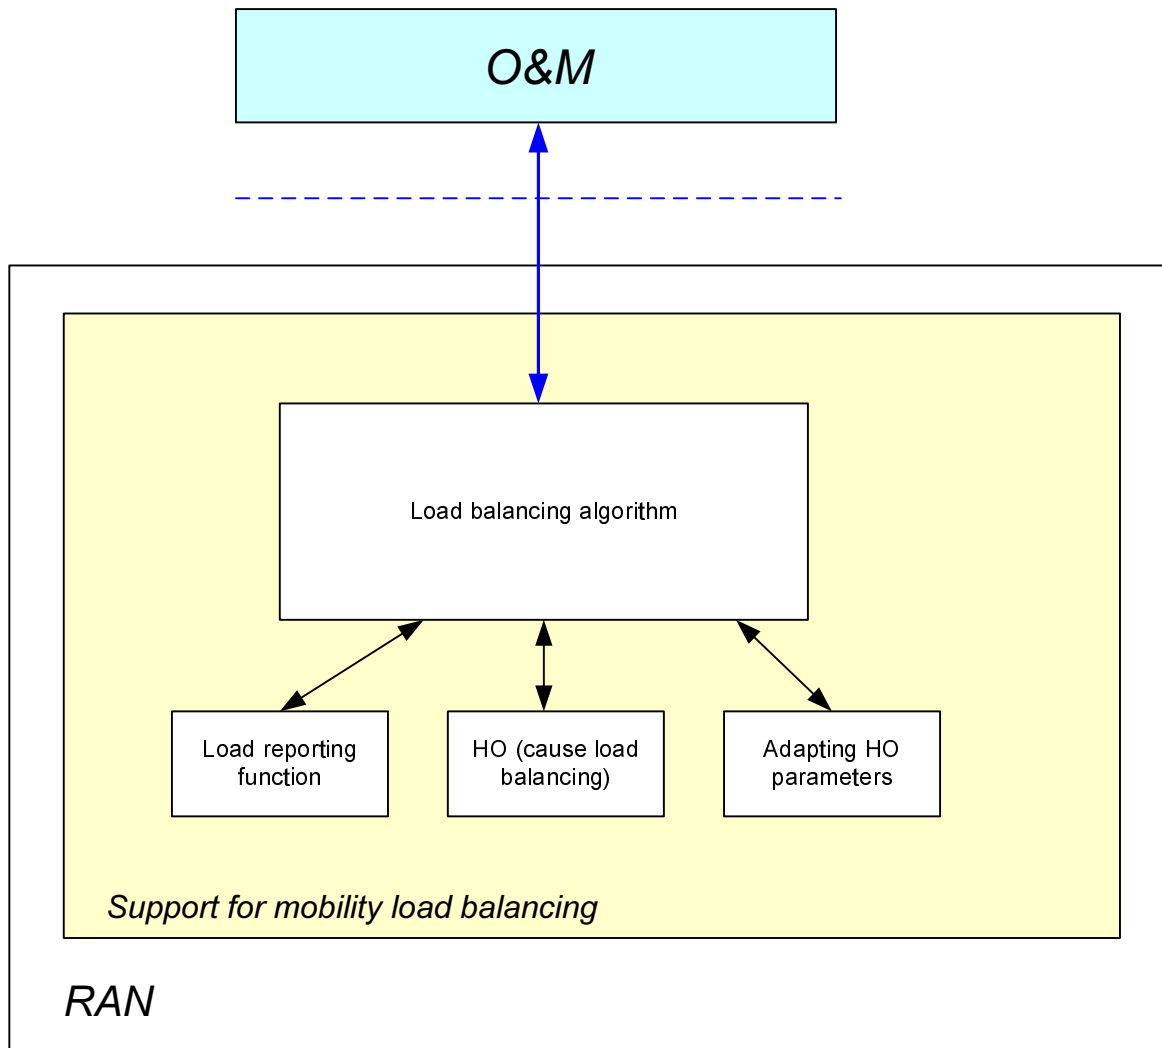 O&M
Load balancing algorithm
Load reporting
function
HO (cause load
balancing)
Adapting HO
parameters
Support for mobility load balancing
RAN